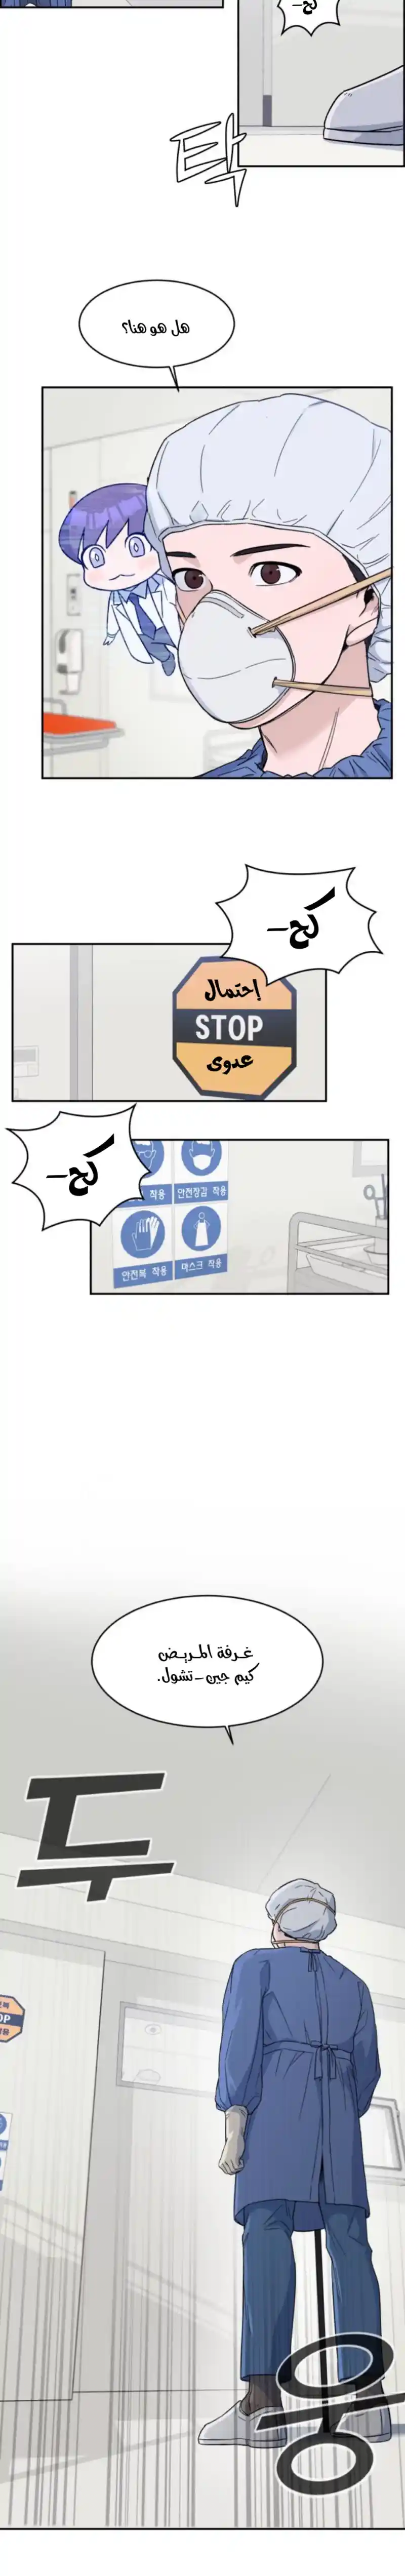 كح-
탁
هل هو هنا؟
كح-
إحتمال
STOP
عدوى
كح-
착용
안전장갑 착용
안전복 착용
마스크 착용
غرفة المريض
كيم جين-تشول.
두
OP
웅